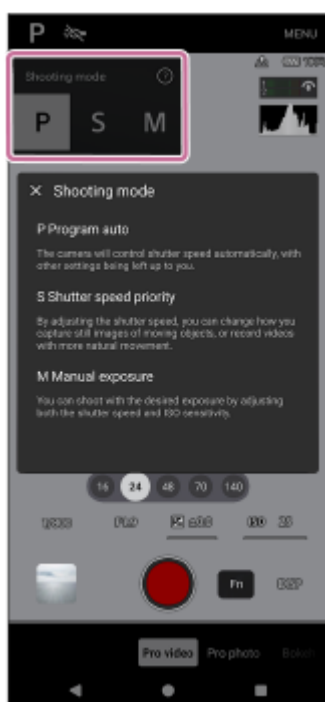 P MENU
Shooting mode
P S M
Shooting mode
P Program auto
The camera will control shutter speed automatically, with
other settings being left up to you.
S Shutter speed priority
By adjusting the shutter speed, you can change how you
capture still images of moving objects, or record videos
with more natural movement.
M Manual exposure
You can shoot with the desired exposure by adjusting
both the shutter speed and ISO sensitivity.
16 24 48 70 140
Fn
Pro video Pro photo Bokeh